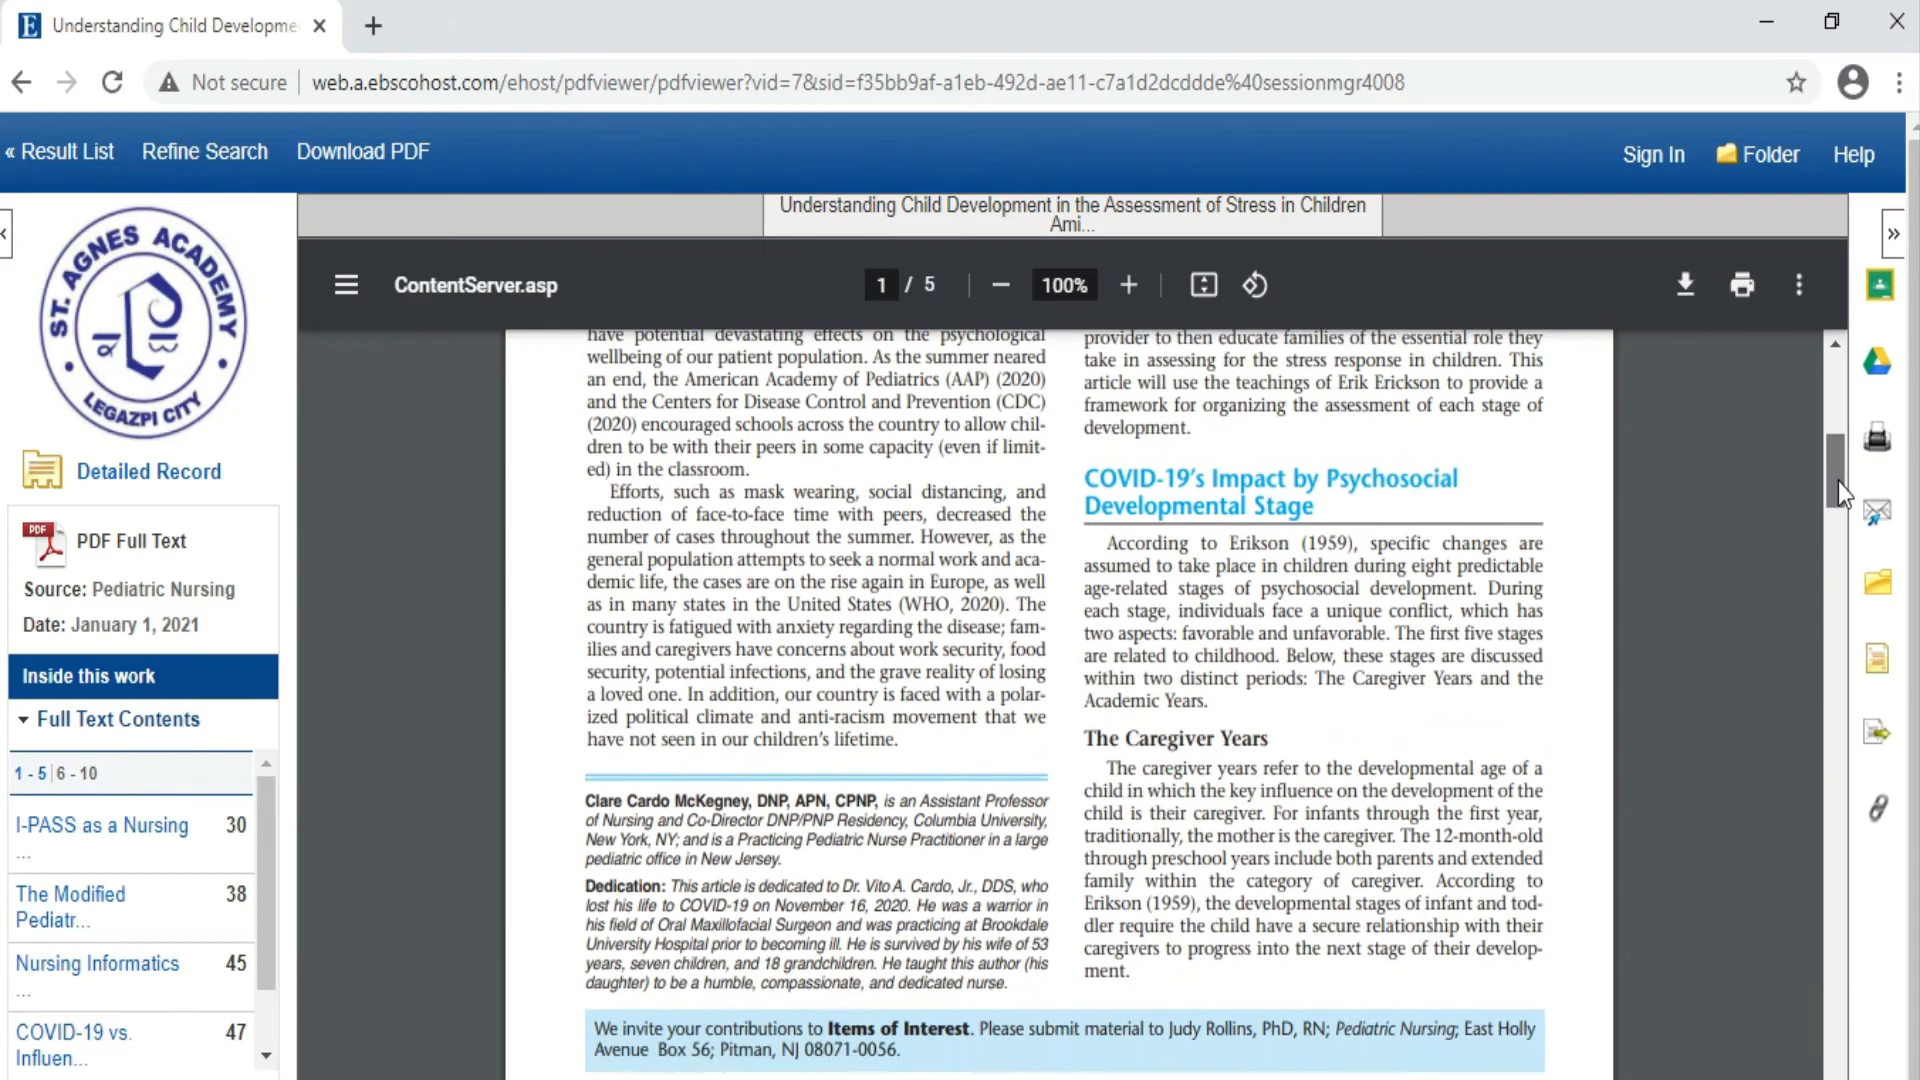 Understanding Child Developme
Not secure
web.a.ebscohost.com/ehost/pdfviewer/pdfviewer?vid=7&sid=f35bb9af-a1eb-492d-ae11-c7a1d2dcddde%40sessionmgr4008
« Result List
Refine Search
Download PDF
Sign In
Folder
Help
ST. AGNES ACADEMY
LEGAZPI CITY
Detailed Record
PDF
PDF Full Text
Source: Pediatric Nursing
Date: January 1, 2021
Inside this work
Full Text Contents
1 - 5 | 6 - 10
I-PASS as a Nursing 30
...
The Modified 38
Pediatr...
Nursing Informatics 45
...
COVID-19 vs. 47
Influen...
Understanding Child Development in the Assessment of Stress in Children
Ami...
ContentServer.asp
1 / 5
100%
have potential devastating effects on the psychological
wellbeing of our patient population. As the summer neared
an end, the American Academy of Pediatrics (AAP) (2020)
and the Centers for Disease Control and Prevention (CDC)
(2020) encouraged schools across the country to allow chil-
dren to be with their peers in some capacity (even if limit-
ed) in the classroom.
Efforts, such as mask wearing, social distancing, and
reduction of face-to-face time with peers, decreased the
number of cases throughout the summer. However, as the
general population attempts to seek a normal work and aca-
demic life, the cases are on the rise again in Europe, as well
as in many states in the United States (WHO, 2020). The
country is fatigued with anxiety regarding the disease; fam-
ilies and caregivers have concerns about work security, food
security, potential infections, and the grave reality of losing
a loved one. In addition, our country is faced with a polar-
ized political climate and anti-racism movement that we
have not seen in our children's lifetime.
Clare Cardo McKegney, DNP, APN, CPNP, is an Assistant Professor
of Nursing and Co-Director DNP/PNP Residency, Columbia University,
New York, NY; and is a Practicing Pediatric Nurse Practitioner in a large
pediatric office in New Jersey.
Dedication: This article is dedicated to Dr. Vito A. Cardo, Jr., DDS, who
lost his life to COVID-19 on November 16, 2020. He was a warrior in
his field of Oral Maxillofacial Surgeon and was practicing at Brookdale
University Hospital prior to becoming ill. He is survived by his wife of 53
years, seven children, and 18 grandchildren. He taught this author (his
daughter) to be a humble, compassionate, and dedicated nurse.
provider to then educate families of the essential role they
take in assessing for the stress response in children. This
article will use the teachings of Erik Erickson to provide a
framework for organizing the assessment of each stage of
development.
COVID-19's Impact by Psychosocial
Developmental Stage
According to Erikson (1959), specific changes are
assumed to take place in children during eight predictable
age-related stages of psychosocial development. During
each stage, individuals face a unique conflict, which has
two aspects: favorable and unfavorable. The first five stages
are related to childhood. Below, these stages are discussed
within two distinct periods: The Caregiver Years and the
Academic Years.
The Caregiver Years
The caregiver years refer to the developmental age of a
child in which the key influence on the development of the
child is their caregiver. For infants through the first year,
traditionally, the mother is the caregiver. The 12-month-old
through preschool years include both parents and extended
family within the category of caregiver. According to
Erikson (1959), the developmental stages of infant and tod-
dler require the child have a secure relationship with their
caregivers to progress into the next stage of their develop-
ment.
We invite your contributions to Items of Interest. Please submit material to Judy Rollins, PhD, RN; Pediatric Nursing; East Holly
Avenue Box 56; Pitman, NJ 08071-0056.